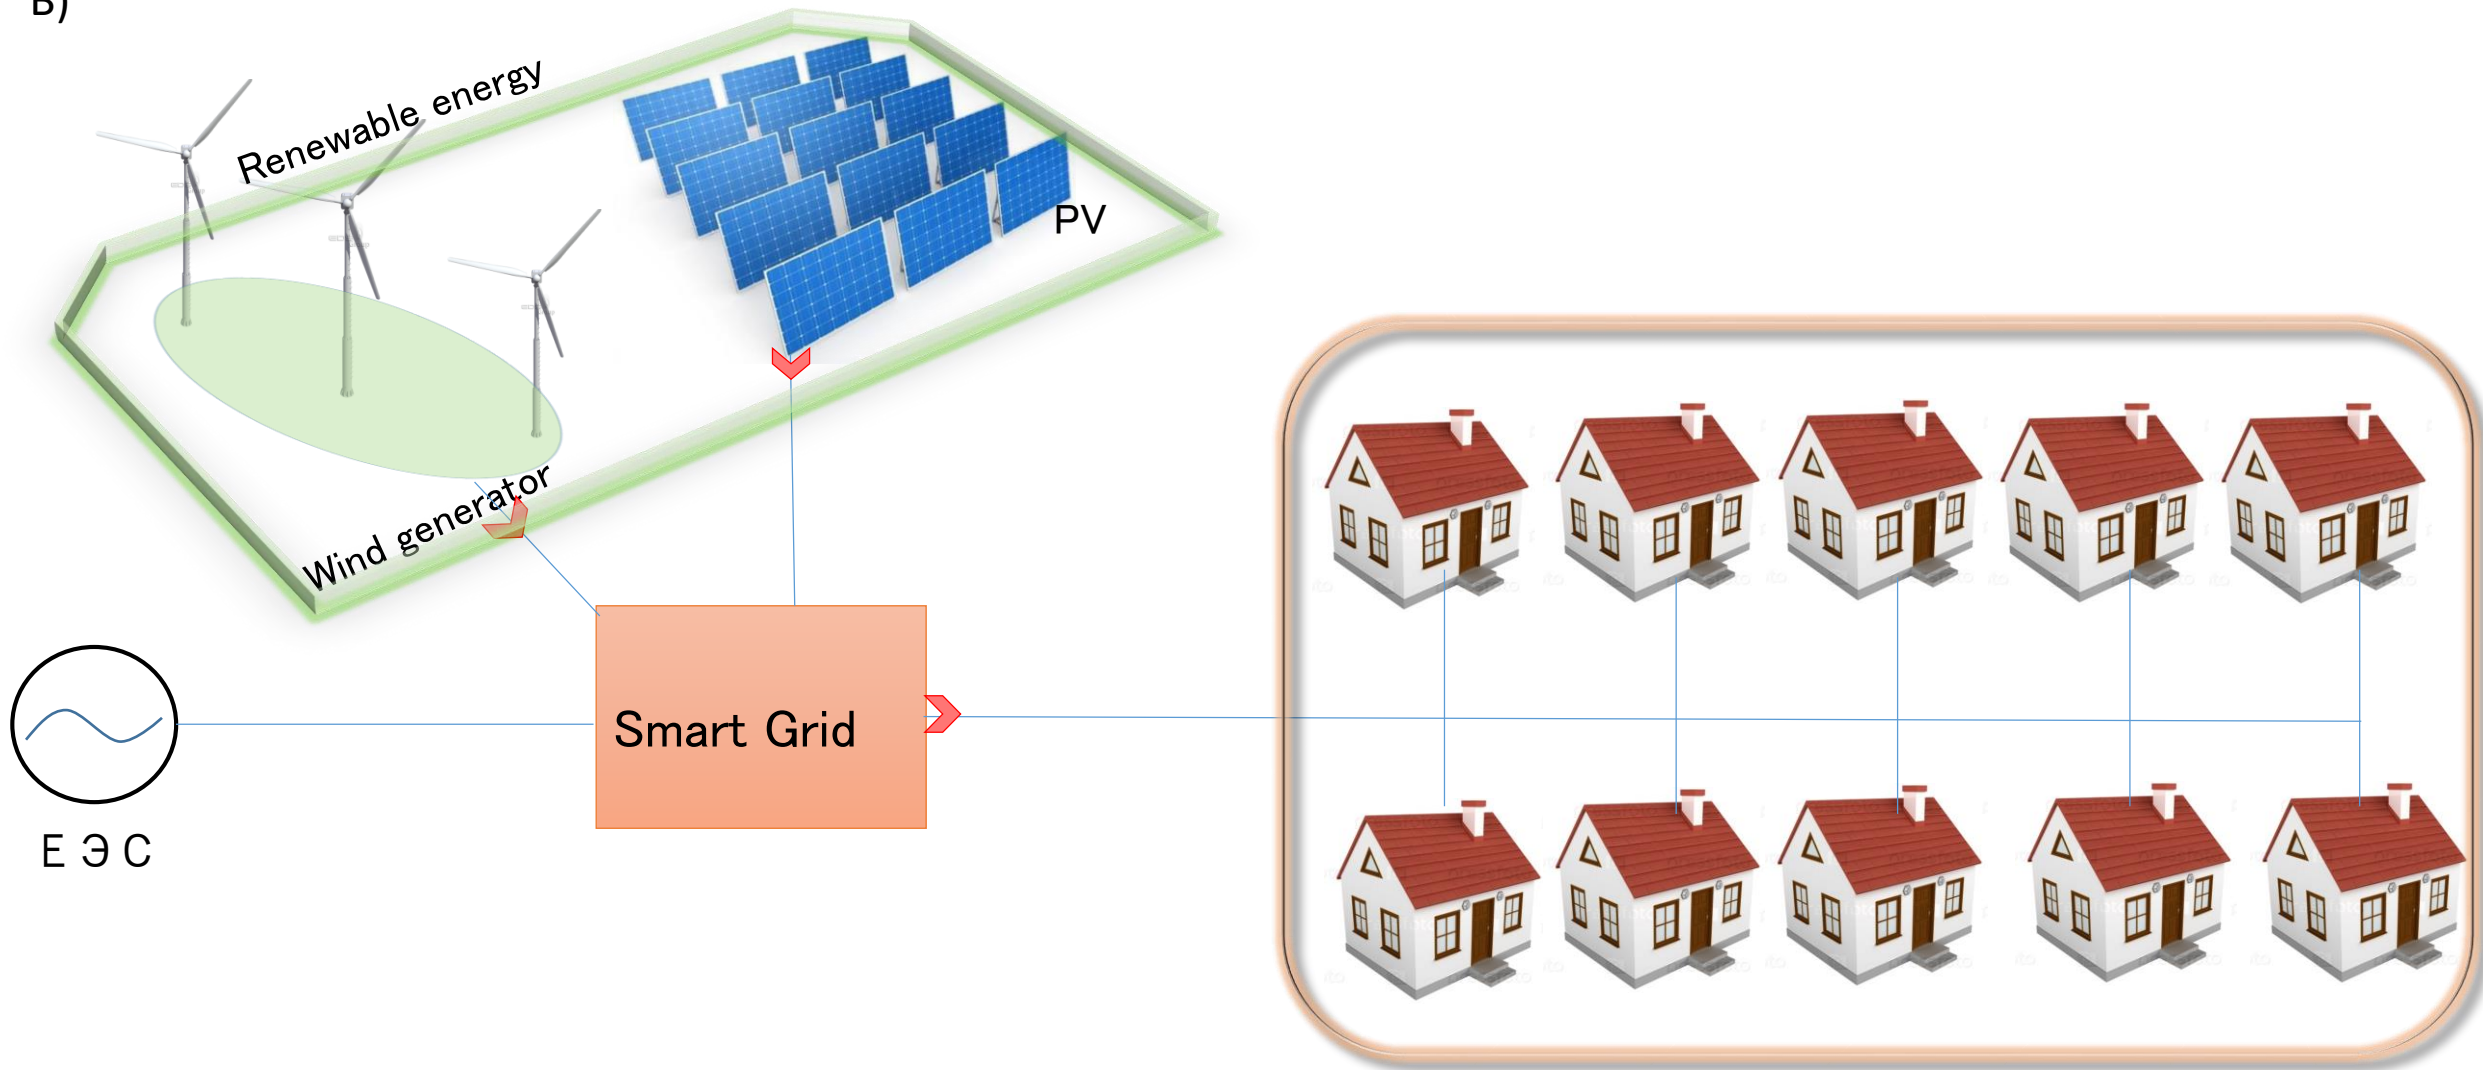 В)
Renewable energy
PV
Wind generator
Smart Grid
Е Э С